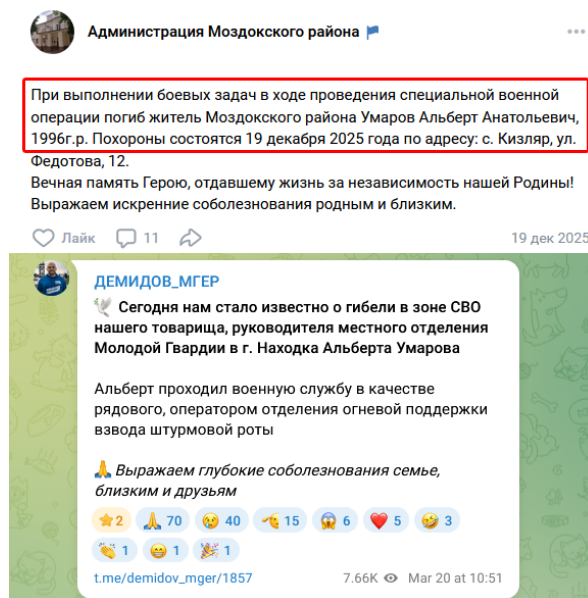 Администрация Моздокского района
При выполнении боевых задач в ходе проведения специальной военной
операции погиб житель Моздокского района Умаров Альберт Анатольевич,
1996г.р. Похороны состоятся 19 декабря 2025 года по адресу: с. Кизляр, ул.
Федотова, 12.
Вечная память Герою, отдавшему жизнь за независимость нашей Родины!
Выражаем искренние соболезнования родным и близким.
Лайк 11 19 дек 2025
ДЕМИДОВ_МГЕР
🕊 Сегодня нам стало известно о гибели в зоне СВО
нашего товарища, руководителя местного отделения
Молодой Гвардии в г. Находка Альберта Умарова
Альберт проходил военную службу в качестве
рядового, оператором отделения огневой поддержки
взвода штурмовой роты
🙏 Выражаем глубокие соболезнования семье,
близким и друзьям
⭐2 🙏 70 😢 40 🫡 15 😱 6 ❤ 5 🤣 3
👏 1 😁 1 🎉 1
t.me/demidov_mger/1857 7.66K Mar 20 at 10:51